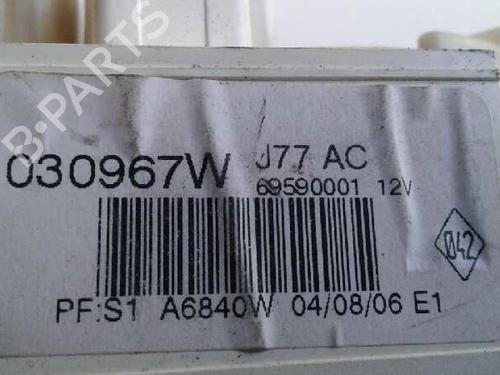 B-PARTS
030967W J77 AC
69590001 12V
042
PF:S1 A6840W 04/08/06 E1